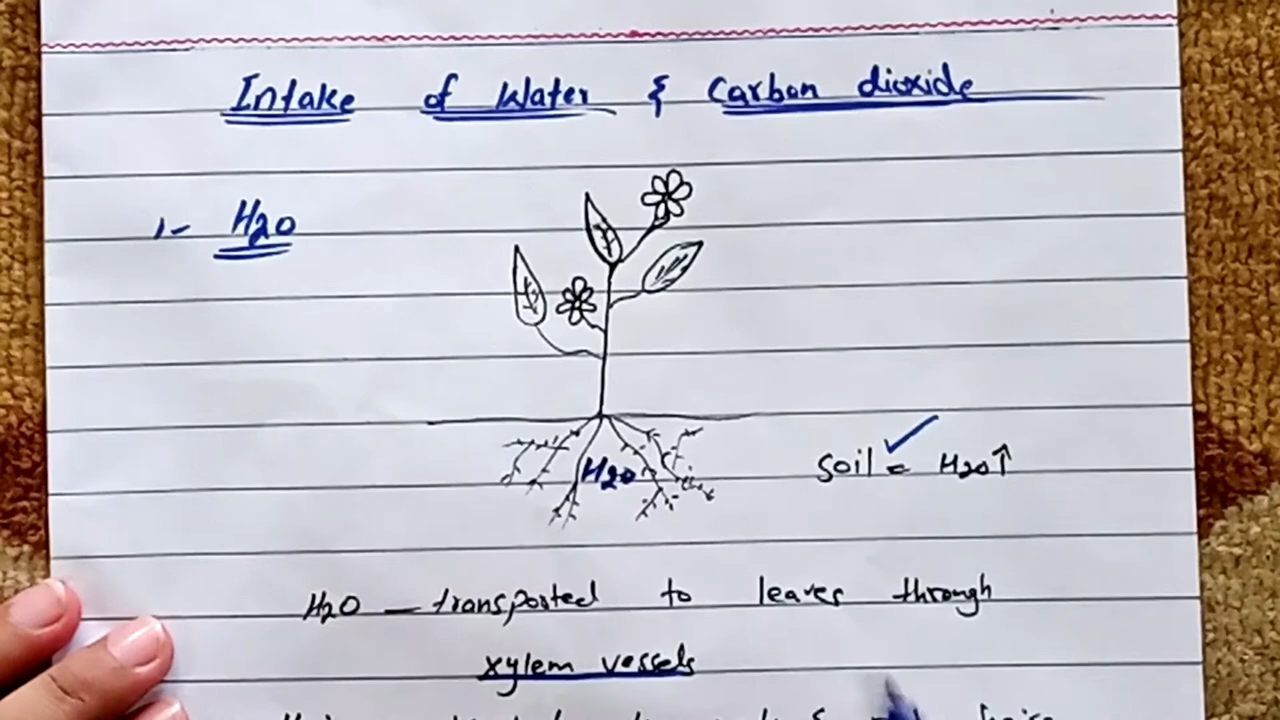 Intake of Water & Carbon dioxide
1- H2O
H2O
Soil = H2O↑
H2O — transported to leaves through
xylem vessels